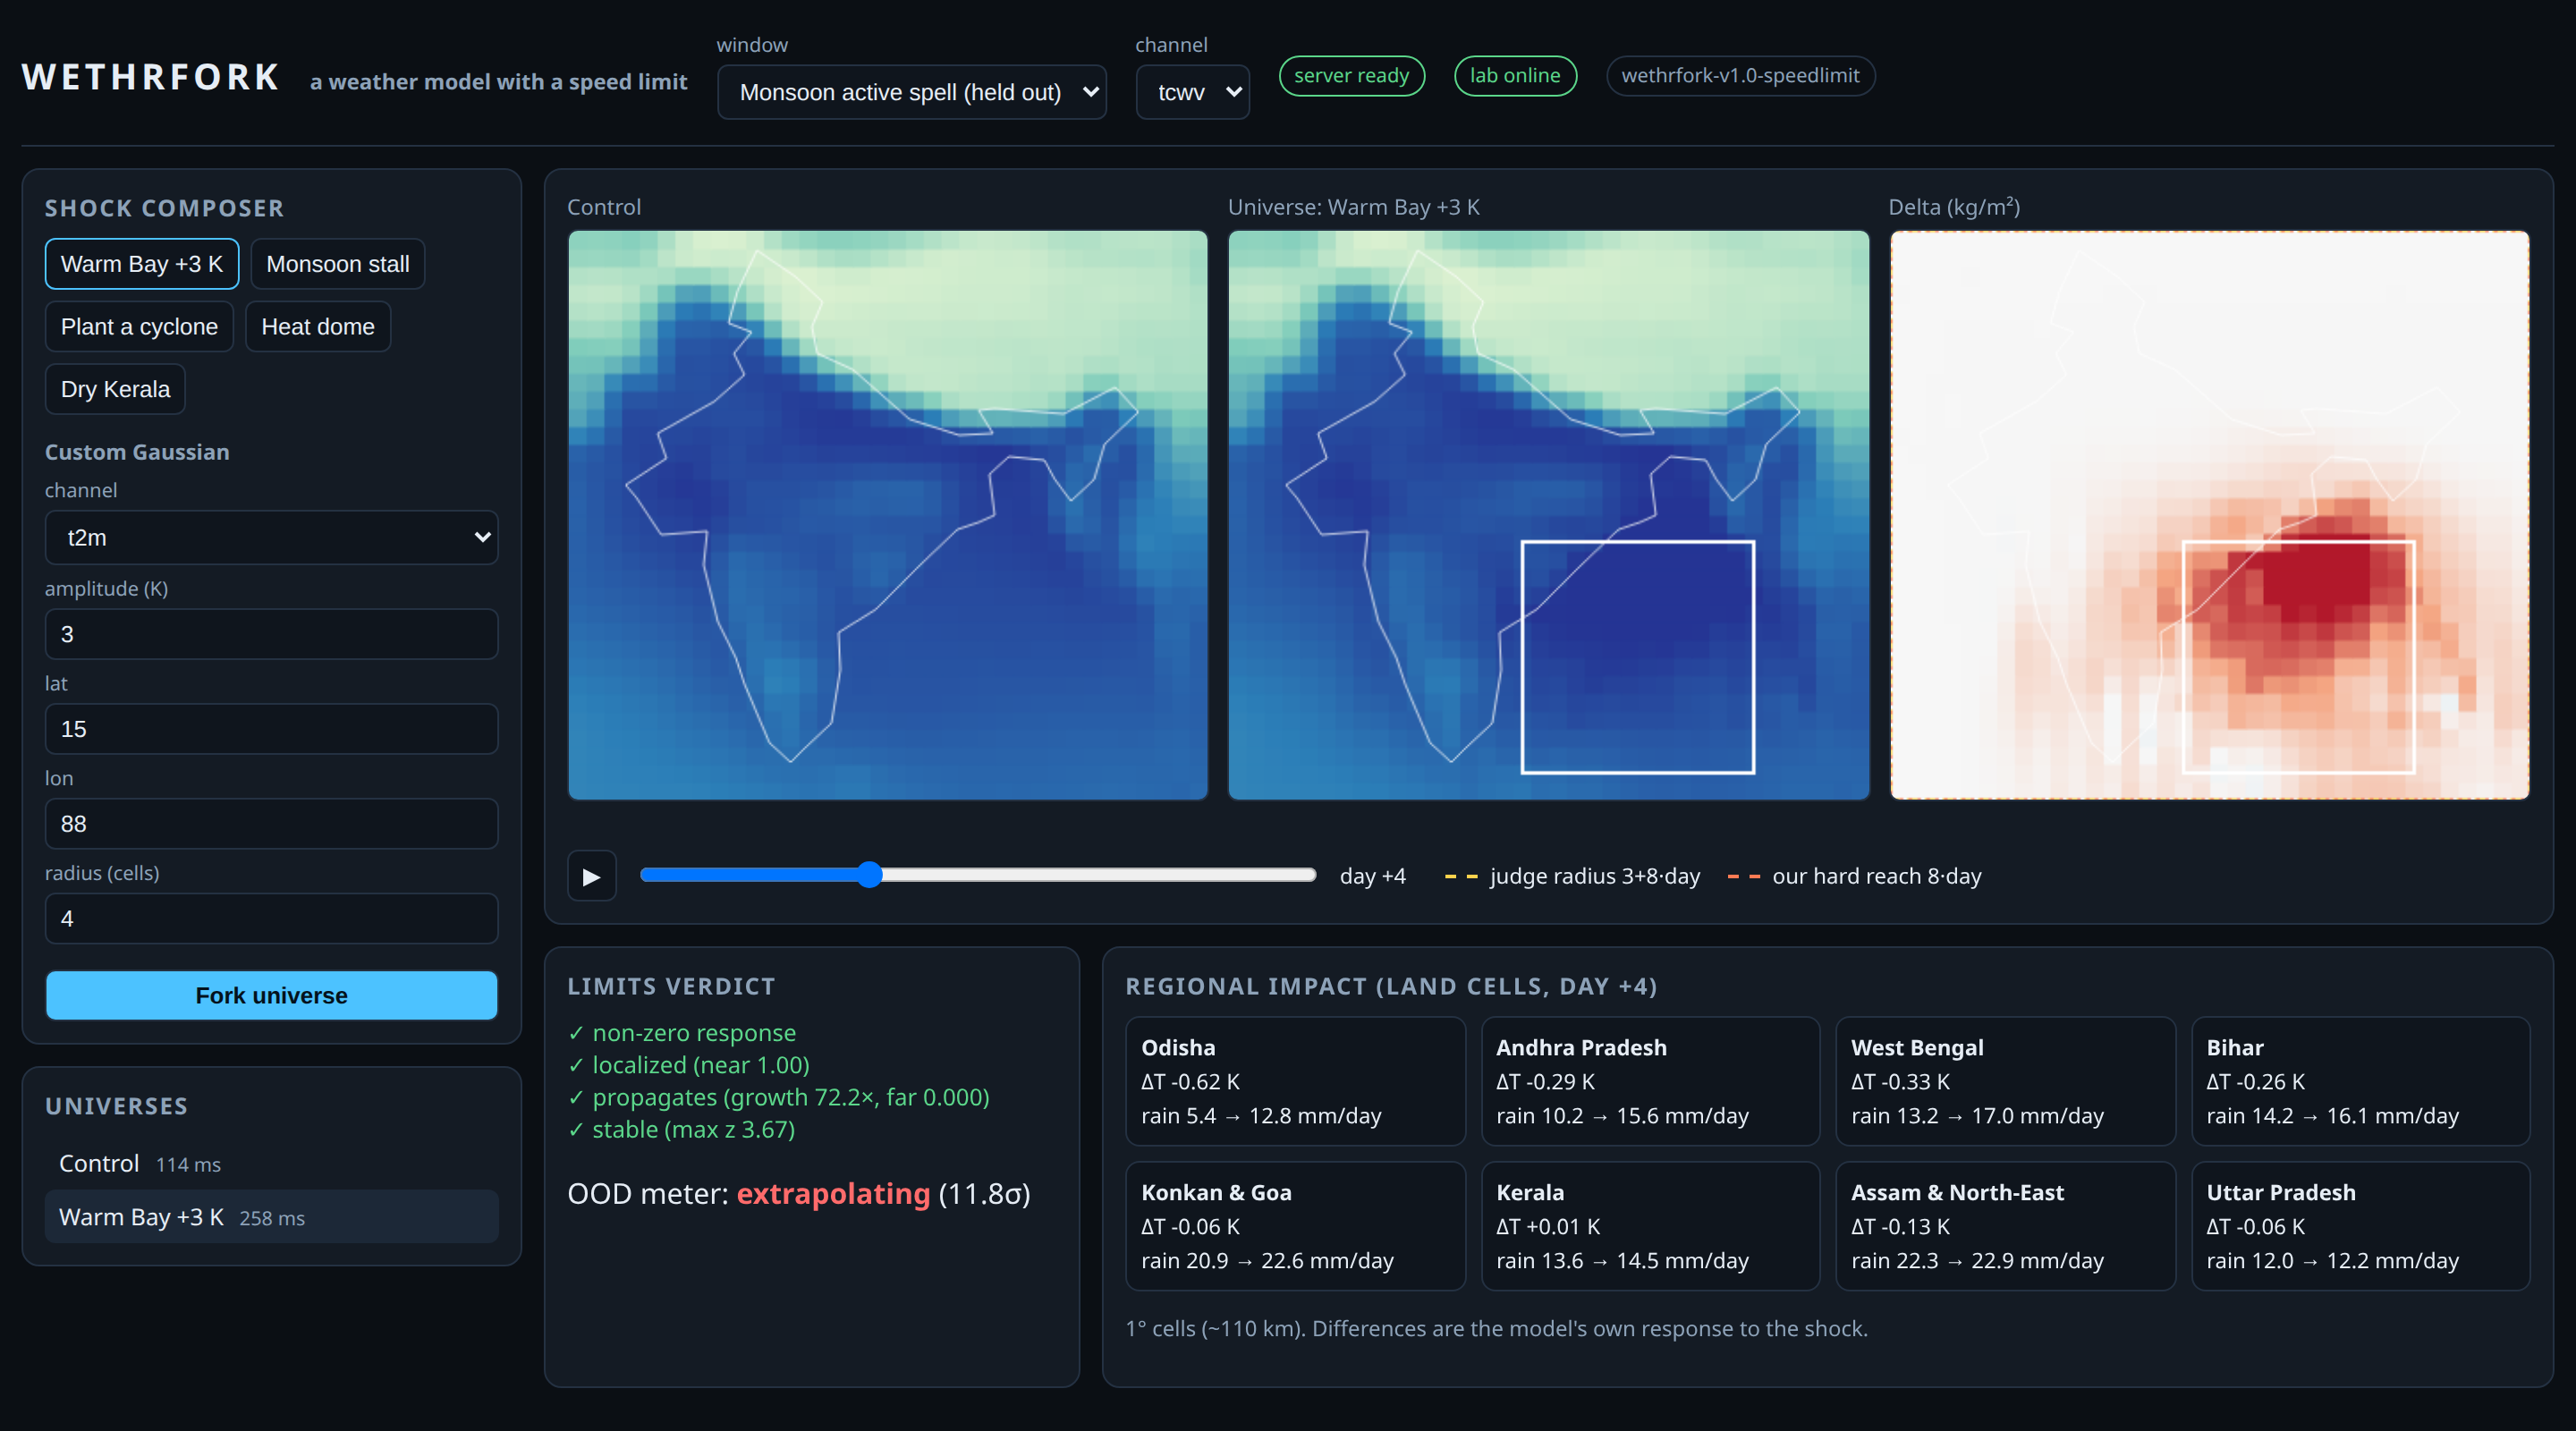 WETHRFORK
a weather model with a speed limit
window
Monsoon active spell (held out)
channel
tcwv
server ready
lab online
wethrfork-v1.0-speedlimit
SHOCK COMPOSER
Warm Bay +3 K
Monsoon stall
Plant a cyclone
Heat dome
Dry Kerala
Custom Gaussian
channel
t2m
amplitude (K)
3
lat
15
lon
88
radius (cells)
4
Fork universe
UNIVERSES
Control 114 ms
Warm Bay +3 K 258 ms
Control
Universe: Warm Bay +3 K
Delta (kg/m²)
day +4
judge radius 3+8·day
our hard reach 8·day
LIMITS VERDICT
✓ non-zero response
✓ localized (near 1.00)
✓ propagates (growth 72.2×, far 0.000)
✓ stable (max z 3.67)
OOD meter: extrapolating (11.8σ)
REGIONAL IMPACT (LAND CELLS, DAY +4)
Odisha
ΔT -0.62 K
rain 5.4 → 12.8 mm/day
Andhra Pradesh
ΔT -0.29 K
rain 10.2 → 15.6 mm/day
West Bengal
ΔT -0.33 K
rain 13.2 → 17.0 mm/day
Bihar
ΔT -0.26 K
rain 14.2 → 16.1 mm/day
Konkan & Goa
ΔT -0.06 K
rain 20.9 → 22.6 mm/day
Kerala
ΔT +0.01 K
rain 13.6 → 14.5 mm/day
Assam & North-East
ΔT -0.13 K
rain 22.3 → 22.9 mm/day
Uttar Pradesh
ΔT -0.06 K
rain 12.0 → 12.2 mm/day
1° cells (~110 km). Differences are the model's own response to the shock.